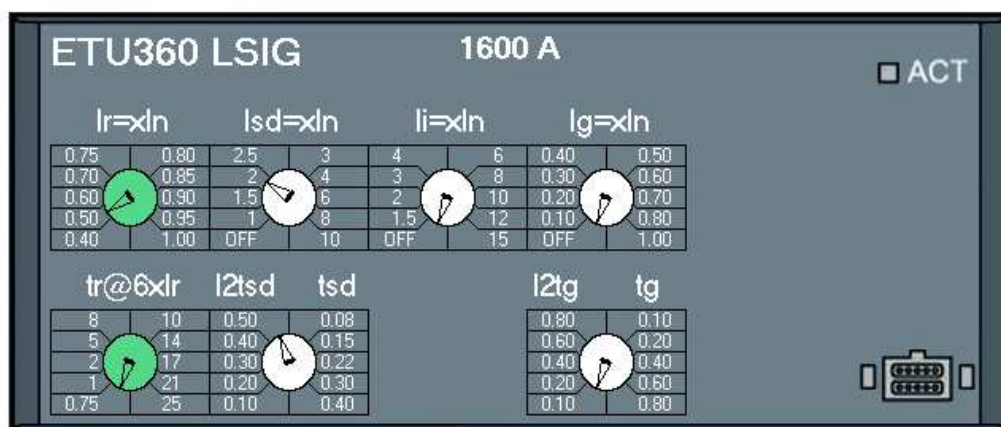 ETU360 LSIG 1600 A
ACT
Ir=xIn Isd=xIn Ii=xIn Ig=xIn
0.75 0.80 2.5 3 4 6 0.40 0.50
0.70 0.85 2 4 3 8 0.30 0.60
0.60 0.90 1.5 6 2 10 0.20 0.70
0.50 0.95 1 8 1.5 12 0.10 0.80
0.40 1.00 OFF 10 OFF 15 OFF 1.00
tr@6xIr I2tsd tsd I2tg tg
8 10 0.50 0.08 0.80 0.10
5 14 0.40 0.15 0.60 0.20
2 17 0.30 0.22 0.40 0.40
1 21 0.20 0.30 0.20 0.60
0.75 25 0.10 0.40 0.10 0.80